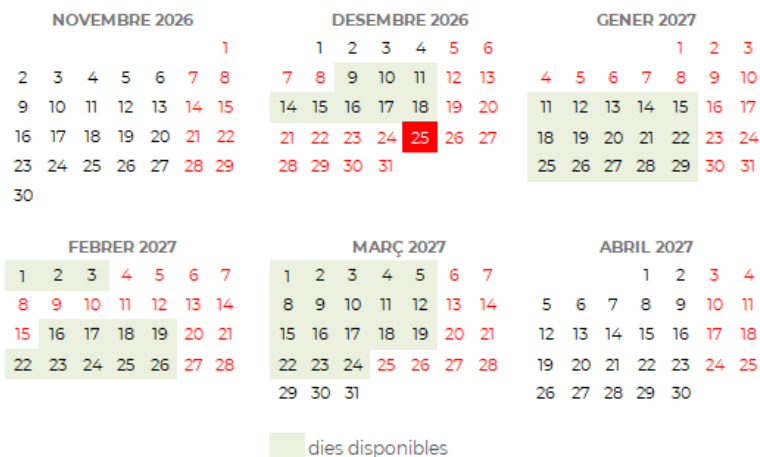 NOVEMBRE 2026
1
2 3 4 5 6 7 8
9 10 11 12 13 14 15
16 17 18 19 20 21 22
23 24 25 26 27 28 29
30
DESEMBRE 2026
1 2 3 4 5 6
7 8 9 10 11 12 13
14 15 16 17 18 19 20
21 22 23 24 25 26 27
28 29 30 31
GENER 2027
1 2 3
4 5 6 7 8 9 10
11 12 13 14 15 16 17
18 19 20 21 22 23 24
25 26 27 28 29 30 31
FEBRER 2027
1 2 3 4 5 6 7
8 9 10 11 12 13 14
15 16 17 18 19 20 21
22 23 24 25 26 27 28
MARÇ 2027
1 2 3 4 5 6 7
8 9 10 11 12 13 14
15 16 17 18 19 20 21
22 23 24 25 26 27 28
29 30 31
ABRIL 2027
1 2 3 4
5 6 7 8 9 10 11
12 13 14 15 16 17 18
19 20 21 22 23 24 25
26 27 28 29 30
dies disponibles